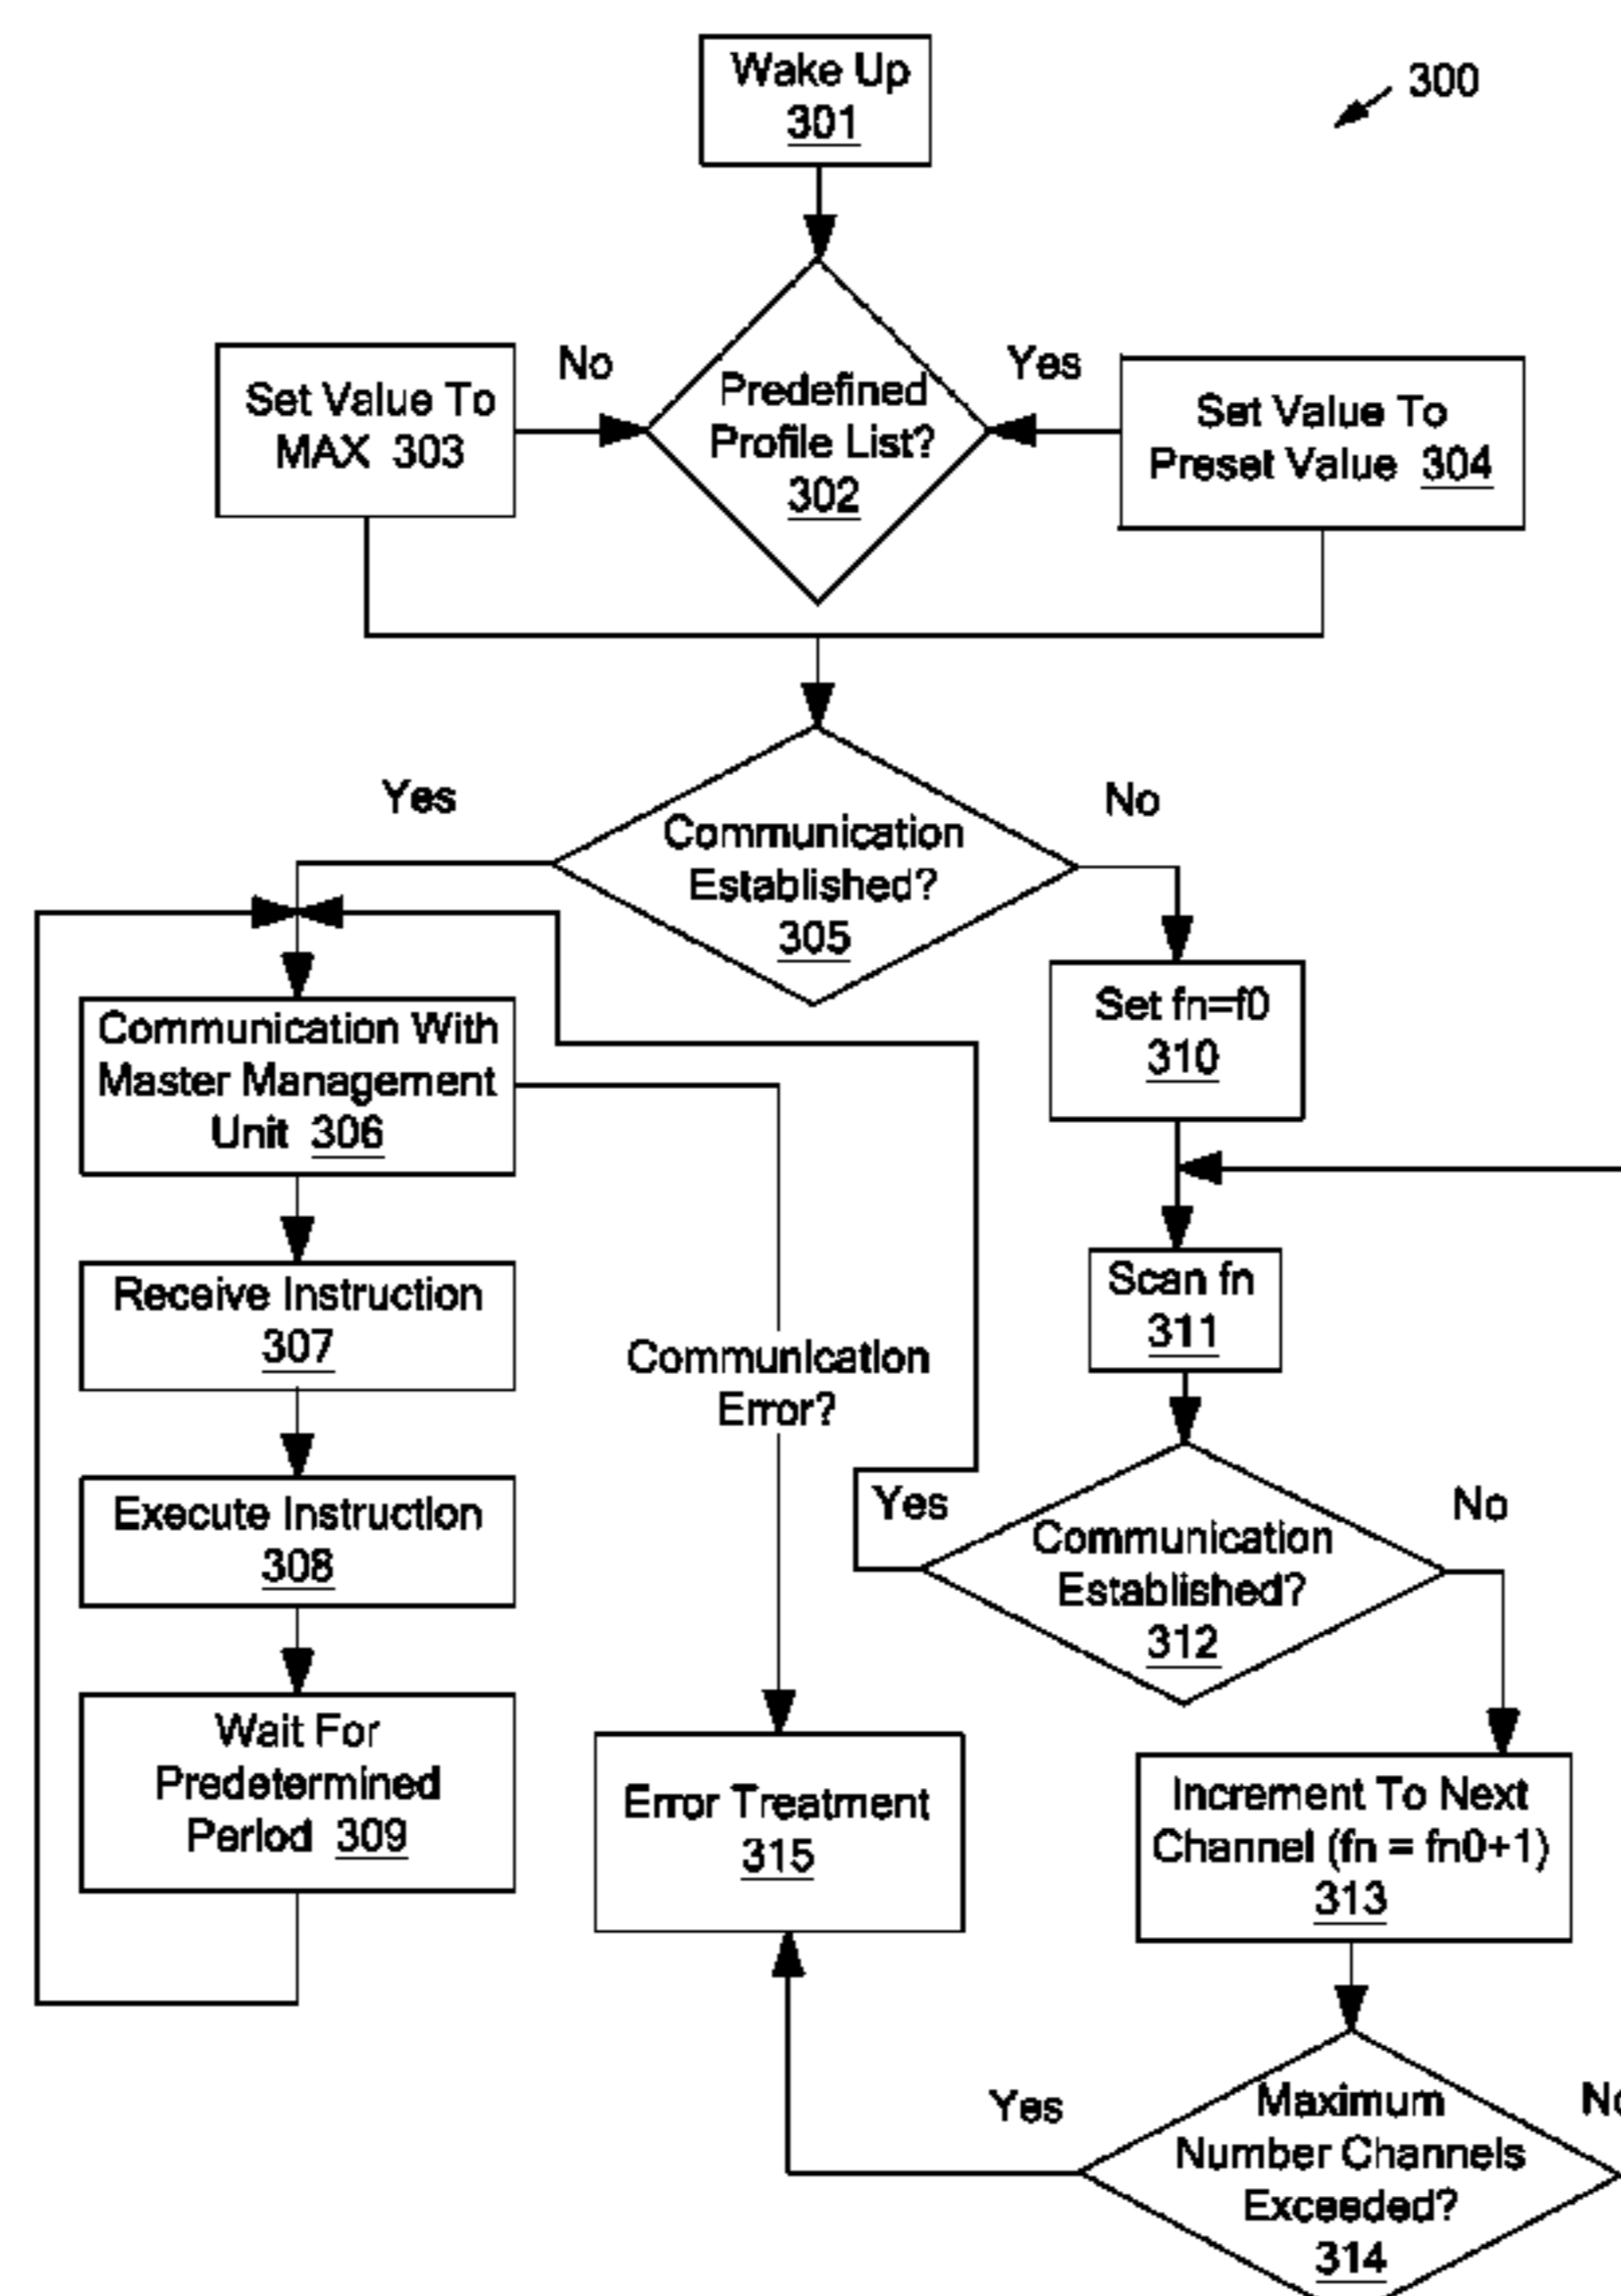 Wake Up
301
300
No
Yes
Set Value To
MAX 303
Predefined
Profile List?
302
Set Value To
Preset Value 304
Yes
No
Communication
Established?
305
Communication With
Master Management
Unit 306
Set fn=f0
310
Receive Instruction
307
Scan fn
311
Communication
Error?
Execute Instruction
308
Yes
No
Communication
Established?
312
Wait For
Predetermined
Period 309
Error Treatment
315
Increment To Next
Channel (fn = fn0+1)
313
Yes
No
Maximum
Number Channels
Exceeded?
314